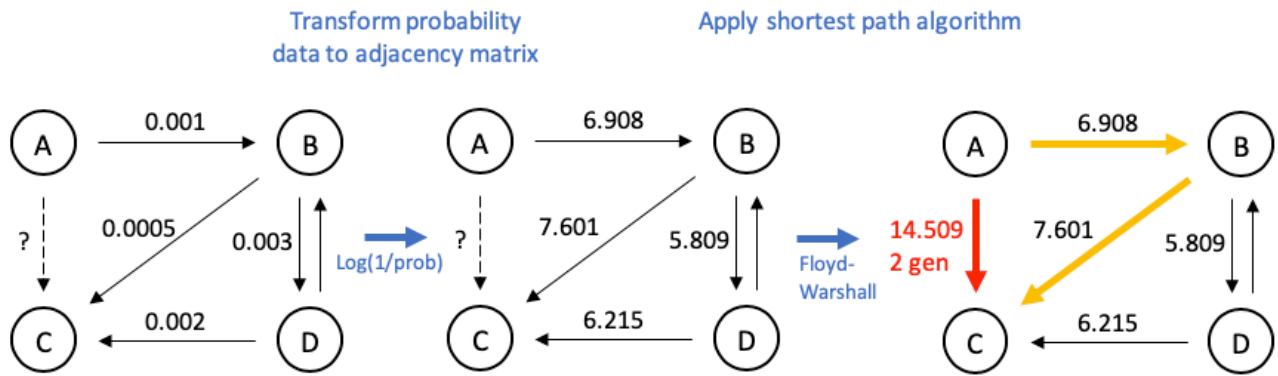 Transform probability
data to adjacency matrix
Apply shortest path algorithm
A
0.001
B
?
0.0005
0.003
C
0.002
D
Log(1/prob)
A
6.908
B
?
7.601
5.809
C
6.215
D
Floyd-
Warshall
A
6.908
B
14.509
2 gen
7.601
5.809
C
6.215
D